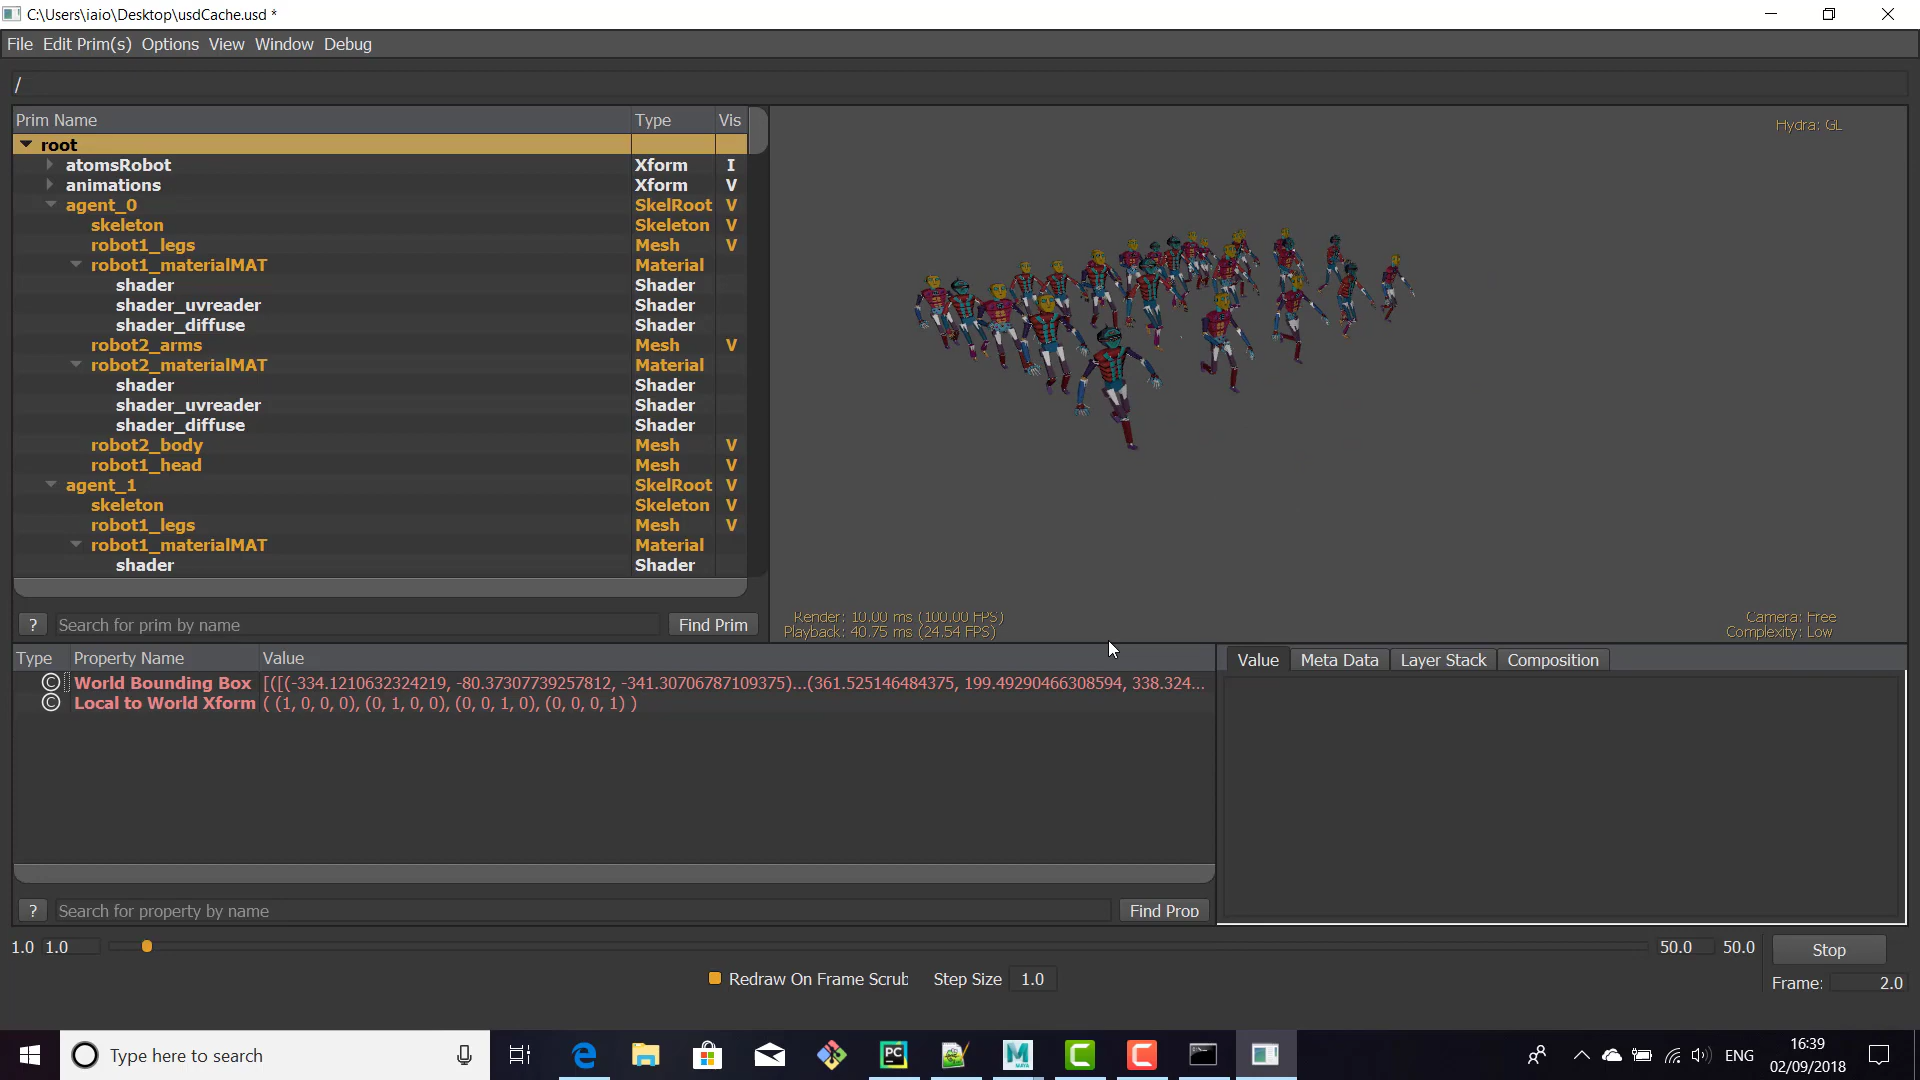 C:\Users\iaio\Desktop\usdCache.usd *
File Edit Prim(s) Options View Window Debug
/
Prim Name Type Vis
root
atomsRobot Xform I
animations Xform V
agent_0 SkelRoot V
skeleton Skeleton V
robot1_legs Mesh V
robot1_materialMAT Material
shader Shader
shader_uvreader Shader
shader_diffuse Shader
robot2_arms Mesh V
robot2_materialMAT Material
shader Shader
shader_uvreader Shader
shader_diffuse Shader
robot2_body Mesh V
robot1_head Mesh V
agent_1 SkelRoot V
skeleton Skeleton V
robot1_legs Mesh V
robot1_materialMAT Material
shader Shader
? Search for prim by name Find Prim
Hydra: GL
Render: 10.00 ms (100.00 FPS)
Playback: 40.75 ms (24.54 FPS)
Camera: Free
Complexity: Low
Type Property Name Value
© World Bounding Box [([(-334.1210632324219, -80.37307739257812, -341.30706787109375)...(361.525146484375, 199.49290466308594, 338.324...
© Local to World Xform ( (1, 0, 0, 0), (0, 1, 0, 0), (0, 0, 1, 0), (0, 0, 0, 1) )
? Search for property by name Find Prop
Value Meta Data Layer Stack Composition
1.0 1.0 50.0 50.0 Stop
Redraw On Frame Scrub Step Size 1.0 Frame: 2.0
Type here to search
PC
MAYA
ENG
16:39
02/09/2018